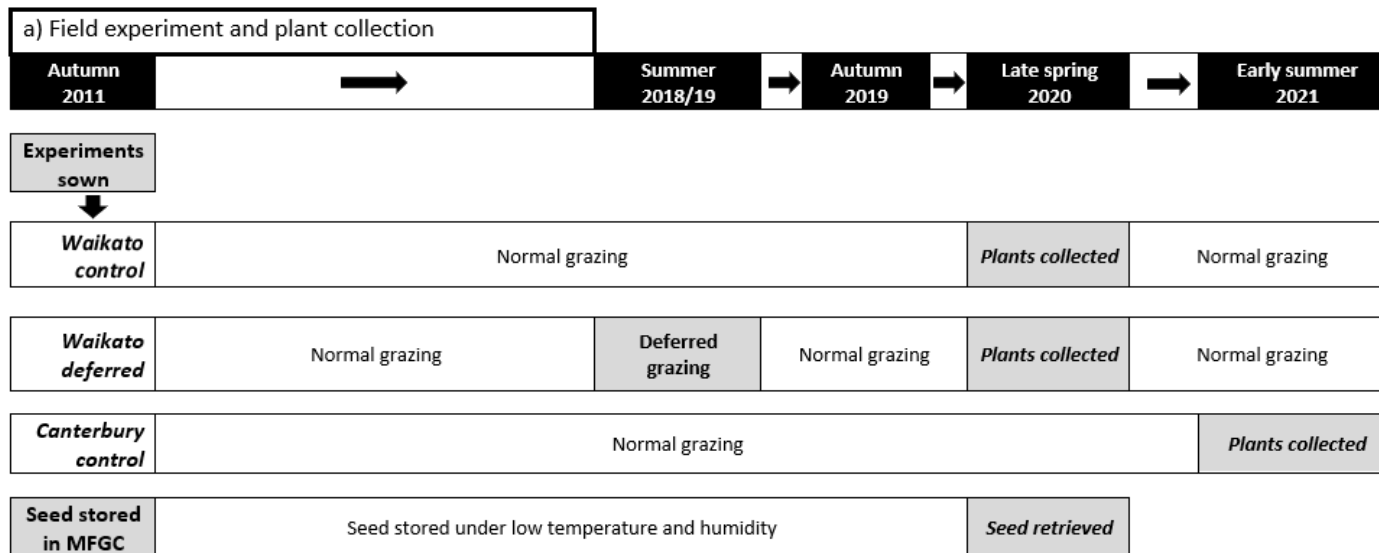 a) Field experiment and plant collection
Autumn
2011
Summer
2018/19
Autumn
2019
Late spring
2020
Early summer
2021
Experiments
sown
Waikato
control
Normal grazing
Plants collected
Normal grazing
Waikato
deferred
Normal grazing
Deferred
grazing
Normal grazing
Plants collected
Normal grazing
Canterbury
control
Normal grazing
Plants collected
Seed stored
in MFGC
Seed stored under low temperature and humidity
Seed retrieved